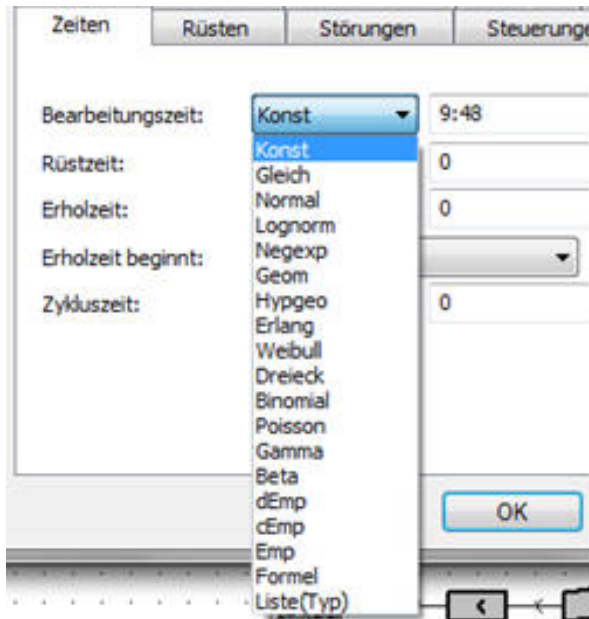 Zeiten Rüsten Störungen Steuerunge
Bearbeitungszeit: Konst 9:48
Konst
Rüstzeit: 0
Gleich
Normal
Erholzeit: 0
Lognorm
Negexp
Erholzeit beginnt:
Geom
Hypgeo
Zykluszeit: 0
Erlang
Weibull
Dreieck
Binomial
Poisson
Gamma
Beta
dEmp
cEmp
OK
Emp
Formel
Liste(Typ)